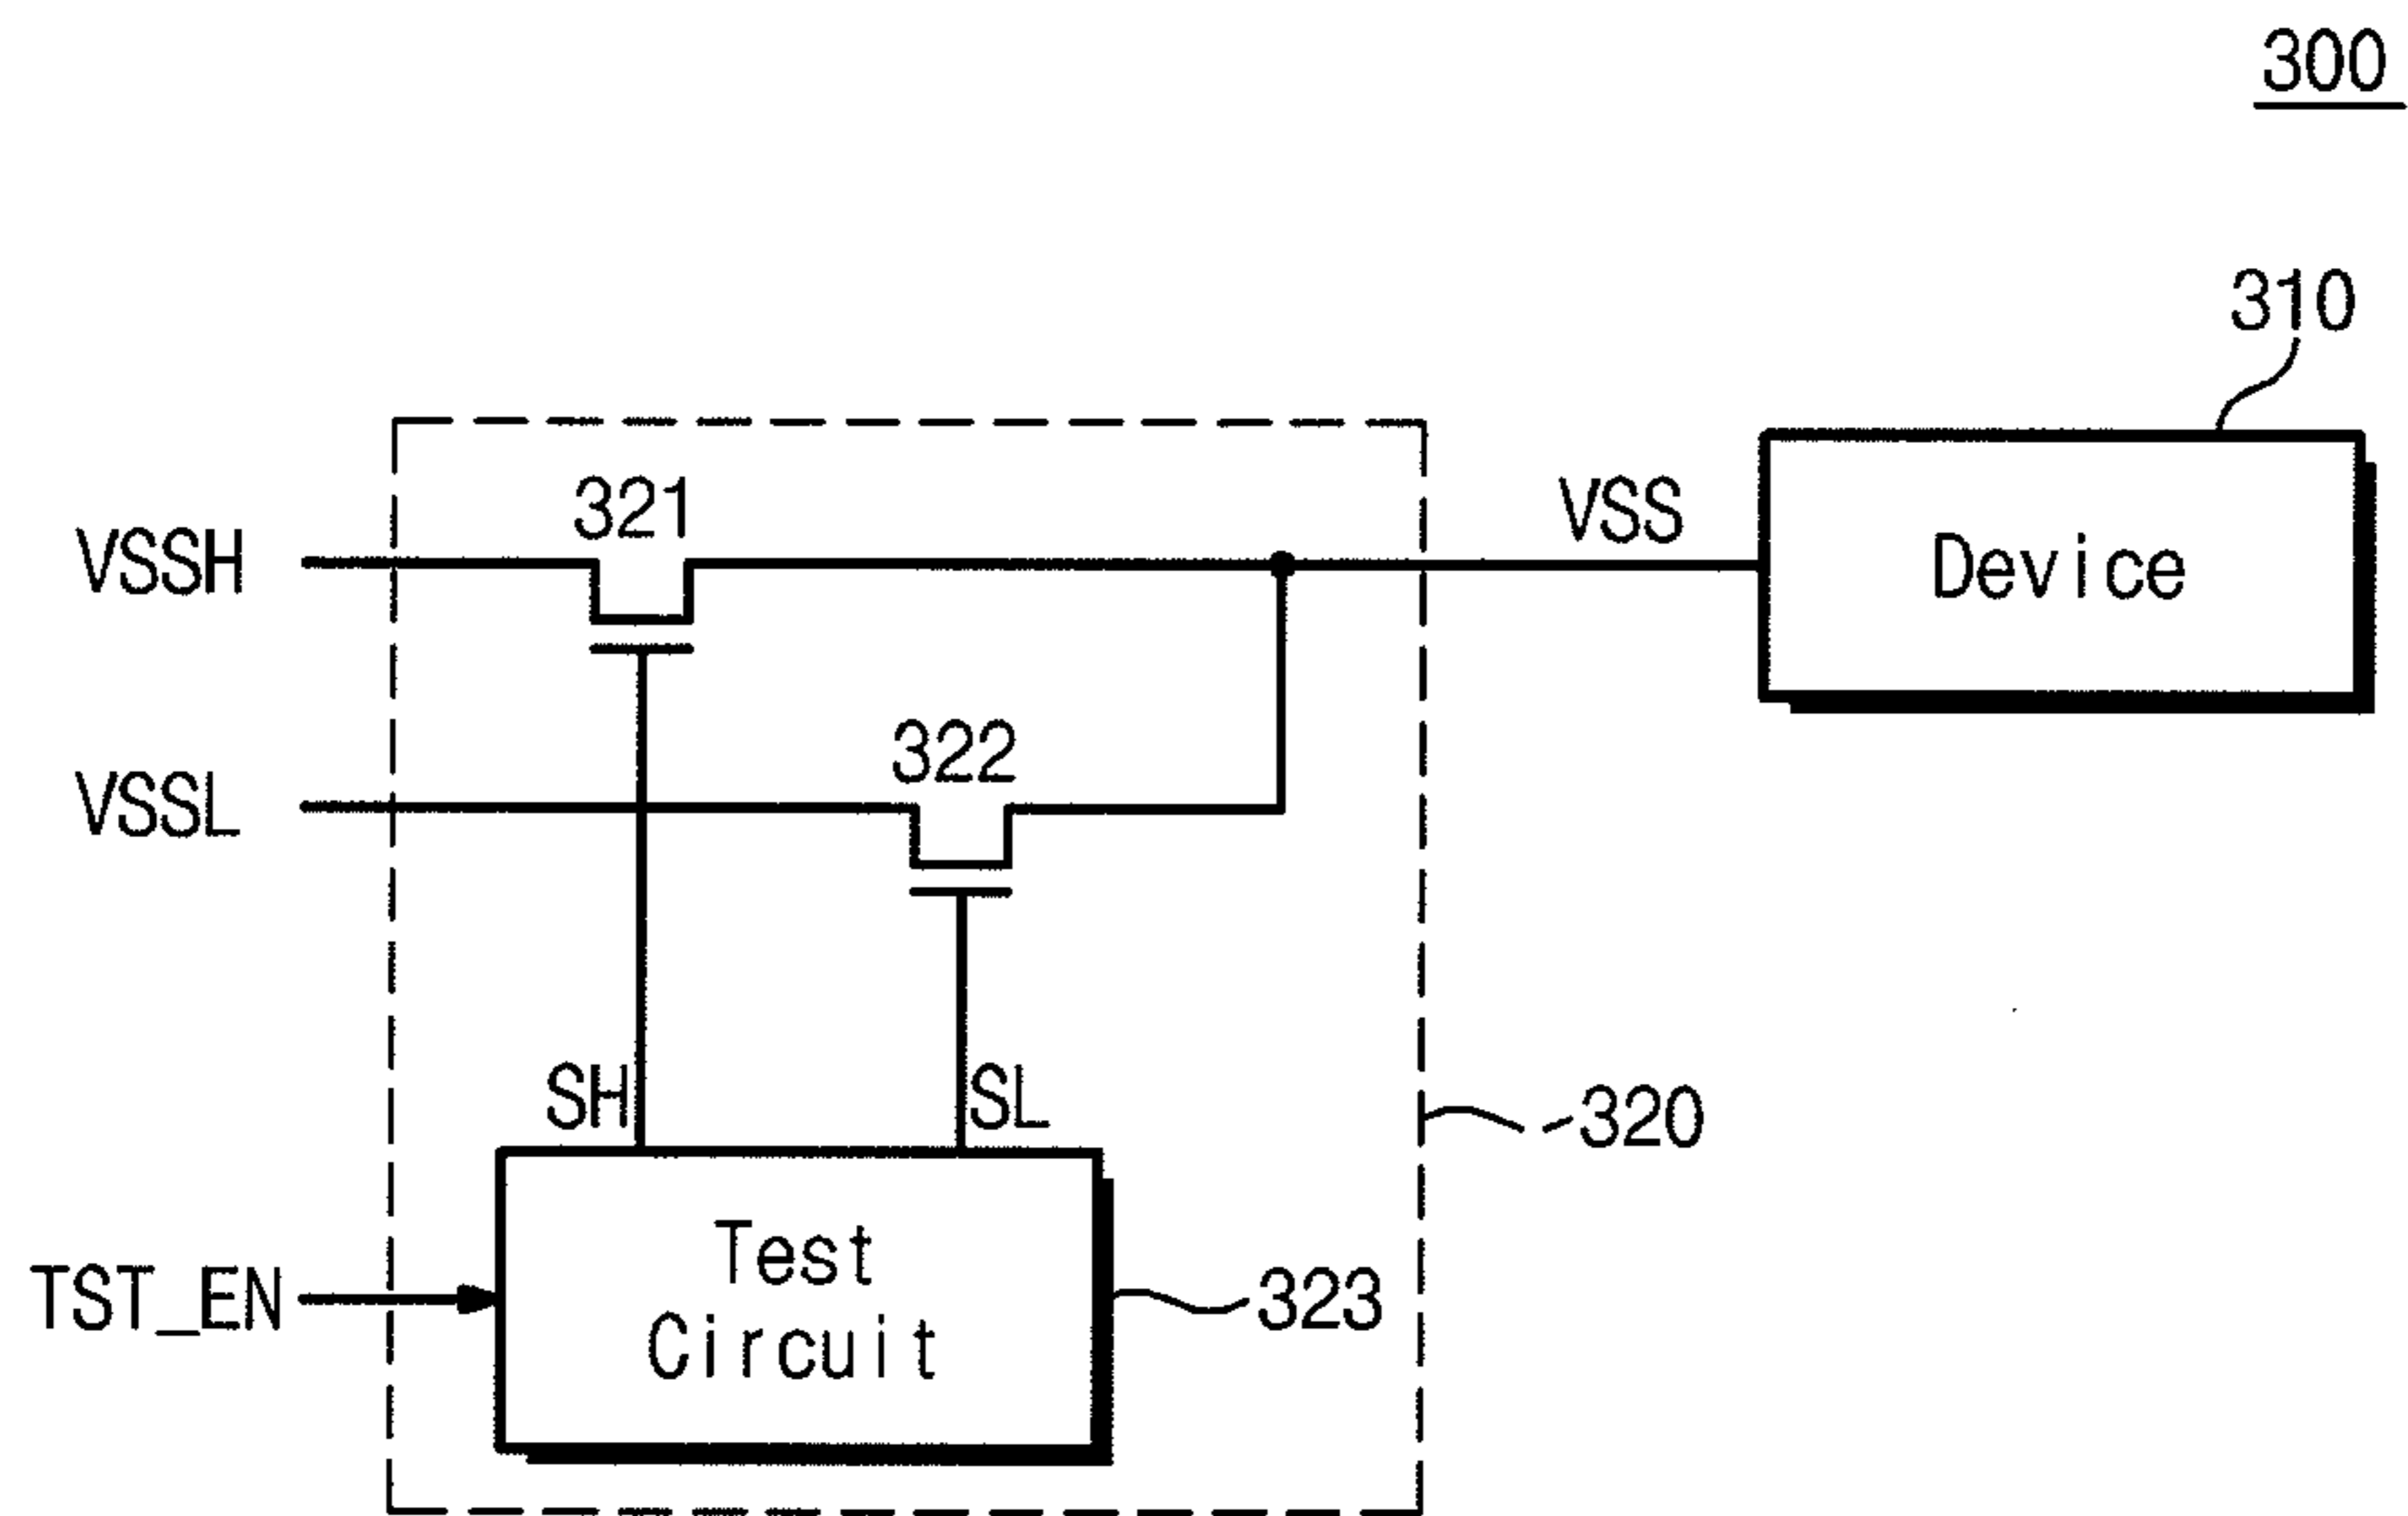 300
310
321
VSS
VSSH
Device
322
VSSL
SH
SL
320
Test
Circuit
TST_EN
323